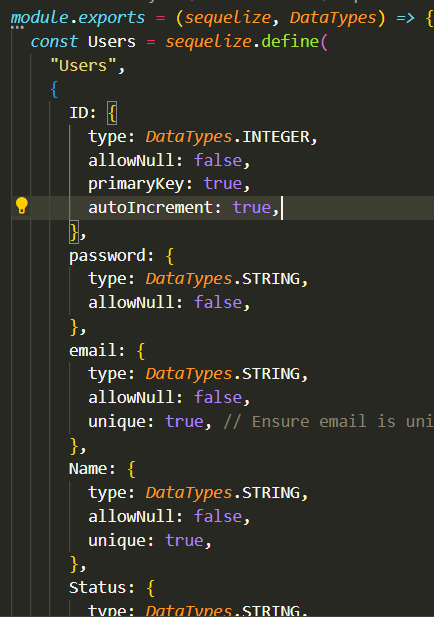 module.exports = (sequelize, DataTypes) => {
  const Users = sequelize.define(
    "Users",
    {
      ID: {
        type: DataTypes.INTEGER,
        allowNull: false,
        primaryKey: true,
        autoIncrement: true,
      },
      password: {
        type: DataTypes.STRING,
        allowNull: false,
      },
      email: {
        type: DataTypes.STRING,
        allowNull: false,
        unique: true, // Ensure email is uni
      },
      Name: {
        type: DataTypes.STRING,
        allowNull: false,
        unique: true,
      },
      Status: {
        type: DataTypes.STRING,